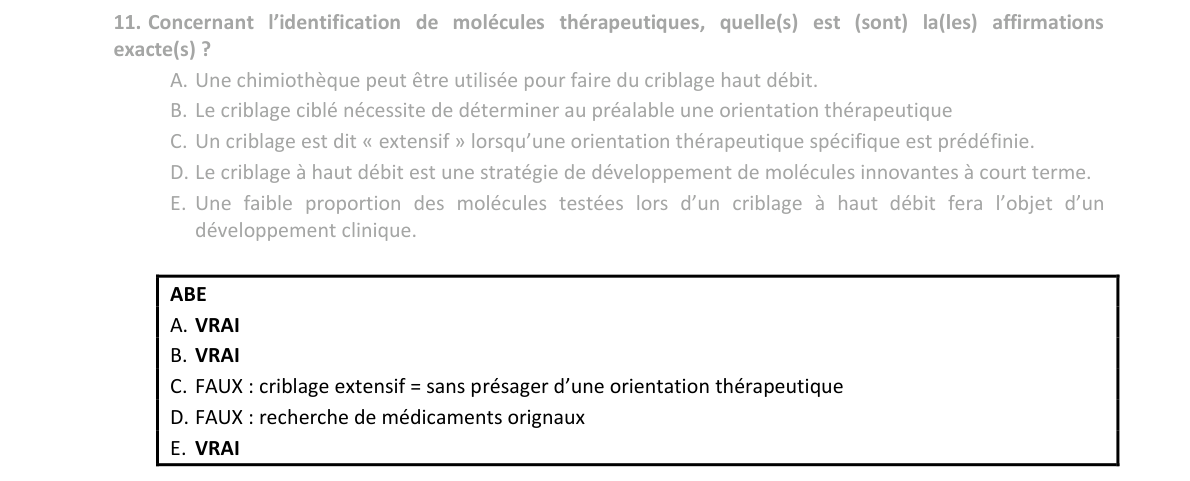 11. Concernant l’identification de molécules thérapeutiques, quelle(s) est (sont) la(les) affirmations
exacte(s) ?
A. Une chimiothèque peut être utilisée pour faire du criblage haut débit.
B. Le criblage ciblé nécessite de déterminer au préalable une orientation thérapeutique
C. Un criblage est dit « extensif » lorsqu’une orientation thérapeutique spécifique est prédéfinie.
D. Le criblage à haut débit est une stratégie de développement de molécules innovantes à court terme.
E. Une faible proportion des molécules testées lors d’un criblage à haut débit fera l’objet d’un
développement clinique.
ABE
A. VRAI
B. VRAI
C. FAUX : criblage extensif = sans présager d’une orientation thérapeutique
D. FAUX : recherche de médicaments orignaux
E. VRAI